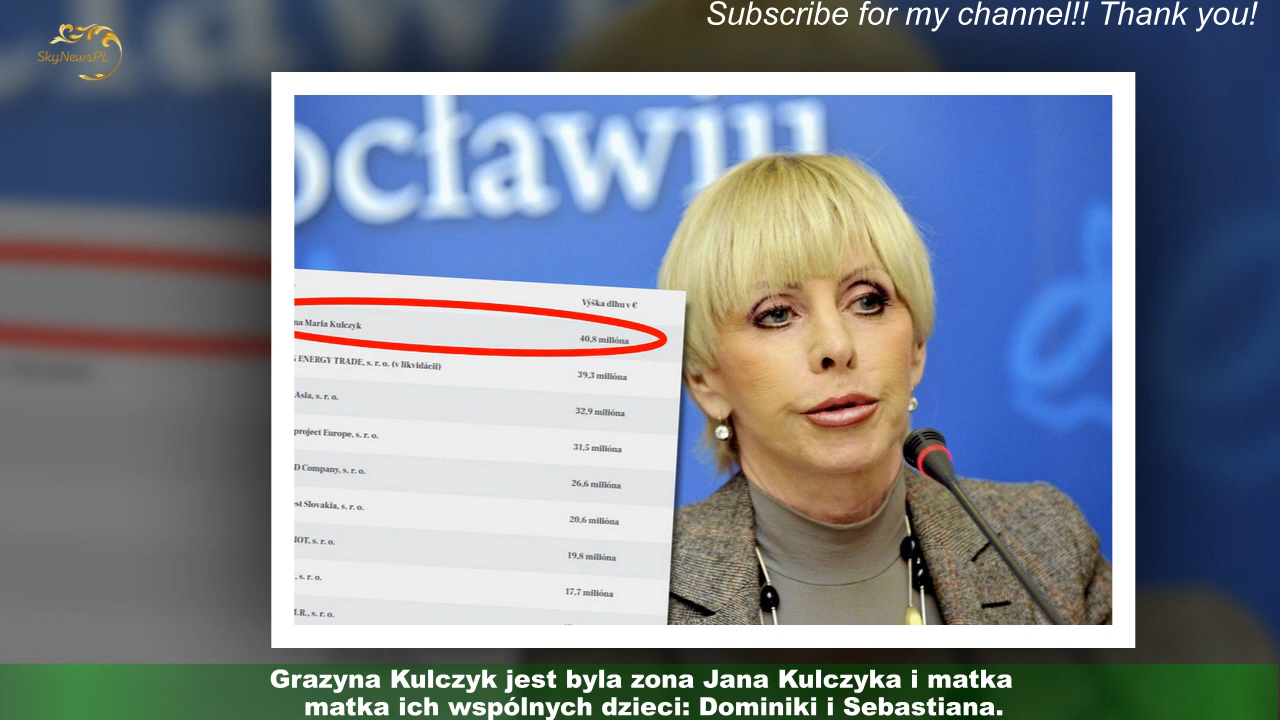 Subscribe for my channel!! Thank you!
SkyNewsPL
ocławiu
Výška dlhu v €
na Maria Kulczyk 40,8 milióna
ENERGY TRADE, s. r. o. (v likvidácii) 39,3 milióna
Asia, s. r. o. 32,9 milióna
project Europe, s. r. o. 31,5 milióna
D Company, s. r. o. 26,6 milióna
est Slovakia, s. r. o. 20,6 milióna
IOT, s. r. o. 19,8 milióna
, s. r. o. 17,7 milióna
M.R., s. r. o.
Grazyna Kulczyk jest byla zona Jana Kulczyka i matka
matka ich wspólnych dzieci: Dominiki i Sebastiana.